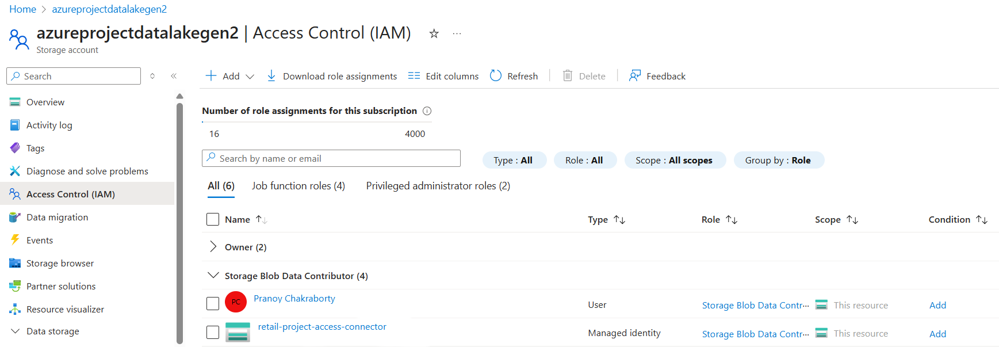 Home > azureprojectdatalakegen2
azureprojectdatalakegen2 | Access Control (IAM) ☆ ...
Storage account
Search
Overview
Activity log
Tags
Diagnose and solve problems
Access Control (IAM)
Data migration
Events
Storage browser
Partner solutions
Resource visualizer
Data storage
Add Download role assignments Edit columns Refresh Delete Feedback
Number of role assignments for this subscription
16 4000
Search by name or email Type : All Role : All Scope : All scopes Group by : Role
All (6) Job function roles (4) Privileged administrator roles (2)
Name Type Role Scope Condition
Owner (2)
Storage Blob Data Contributor (4)
PC Pranoy Chakraborty User Storage Blob Data Contr... This resource Add
retail-project-access-connector Managed identity Storage Blob Data Contr... This resource Add